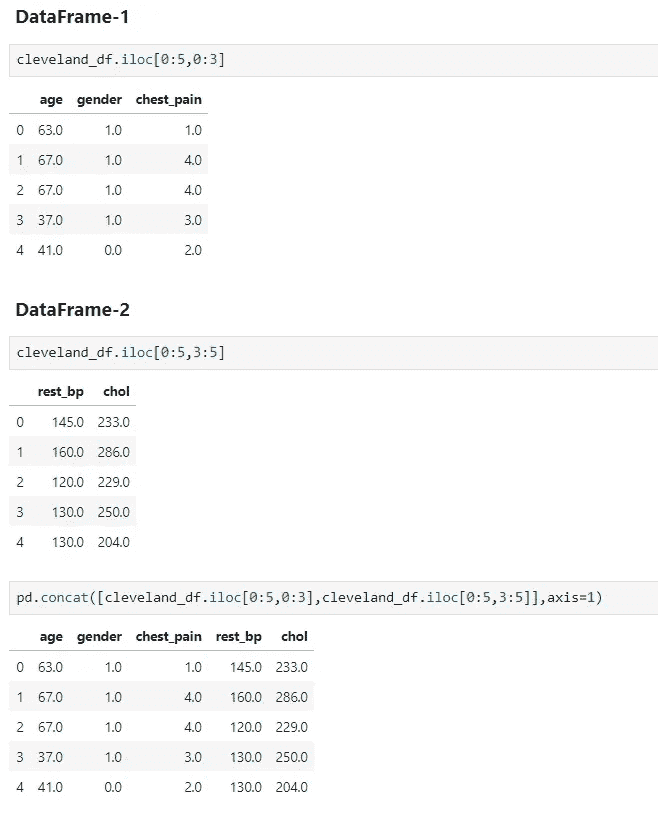 DataFrame-1
cleveland_df.iloc[0:5,0:3]
age gender chest_pain
0 63.0 1.0 1.0
1 67.0 1.0 4.0
2 67.0 1.0 4.0
3 37.0 1.0 3.0
4 41.0 0.0 2.0
DataFrame-2
cleveland_df.iloc[0:5,3:5]
rest_bp chol
0 145.0 233.0
1 160.0 286.0
2 120.0 229.0
3 130.0 250.0
4 130.0 204.0
pd.concat([cleveland_df.iloc[0:5,0:3],cleveland_df.iloc[0:5,3:5]],axis=1)
age gender chest_pain rest_bp chol
0 63.0 1.0 1.0 145.0 233.0
1 67.0 1.0 4.0 160.0 286.0
2 67.0 1.0 4.0 120.0 229.0
3 37.0 1.0 3.0 130.0 250.0
4 41.0 0.0 2.0 130.0 204.0